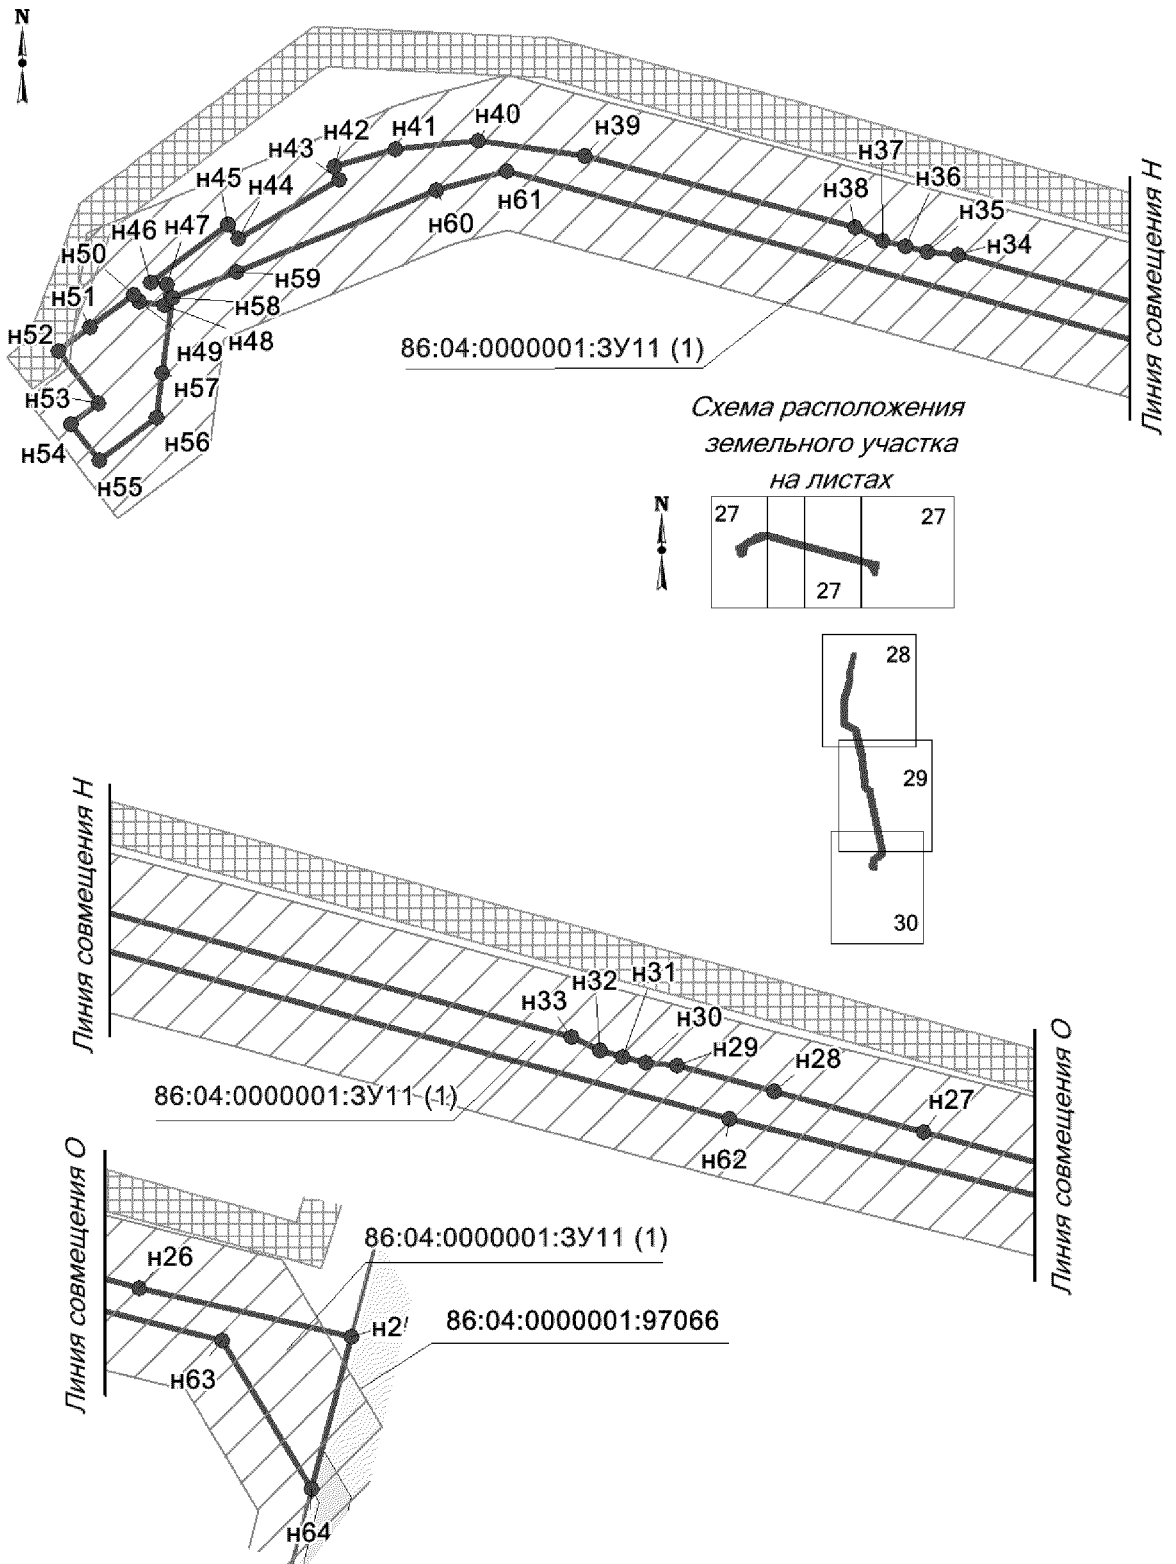 N
н42
н41
н40
н39
н43
н37
н36
н45
н44
н38
н35
н46
н47
н61
н34
н50
н60
н59
н51
н58
н52
н48
н49
н57
н53
н56
н54
н55
86:04:0000001:ЗУ11 (1)
Линия совмещения Н
Схема расположения
земельного участка
на листах
N
27
27
27
28
29
30
Линия совмещения Н
н33
н32
н31
н30
н29
н28
н27
н62
86:04:0000001:ЗУ11 (1)
Линия совмещения О
Линия совмещения О
86:04:0000001:ЗУ11 (1)
н26
86:04:0000001:97066
н63
н64